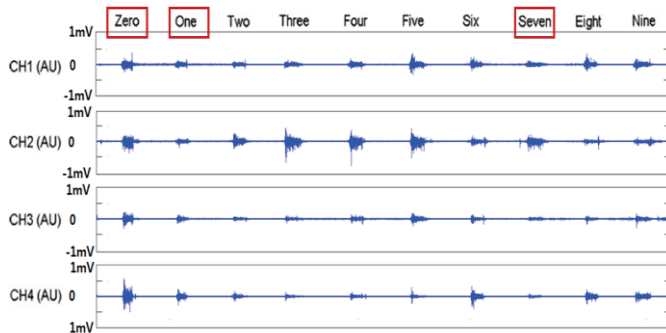 Zero One Two Three Four Five Six Seven Eight Nine
1mV
CH1 (AU) 0
-1mV
1mV
CH2 (AU) 0
-1mV
1mV
CH3 (AU) 0
-1mV
1mV
CH4 (AU) 0
1mV